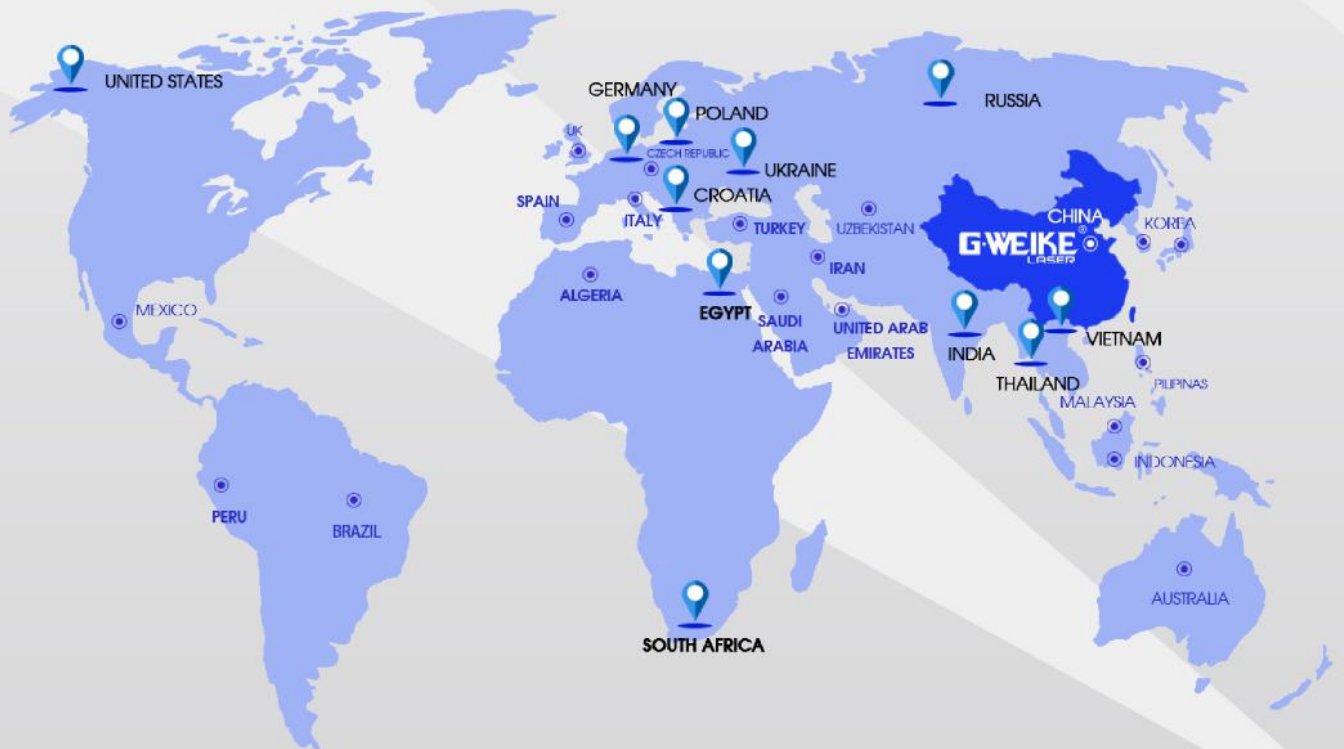 UNITED STATES
GERMANY
POLAND
RUSSIA
UK
CZECH REPUBLIC
UKRAINE
CROATIA
SPAIN
ITALY
TURKEY
UZBEKISTAN
CHINA
G·WEIKE®
LASER
KOREA
IRAN
ALGERIA
EGYPT
SAUDI
ARABIA
UNITED ARAB
EMIRATES
INDIA
VIETNAM
THAILAND
MEXICO
PILIPINAS
MALAYSIA
INDONESIA
PERU
BRAZIL
AUSTRALIA
SOUTH AFRICA